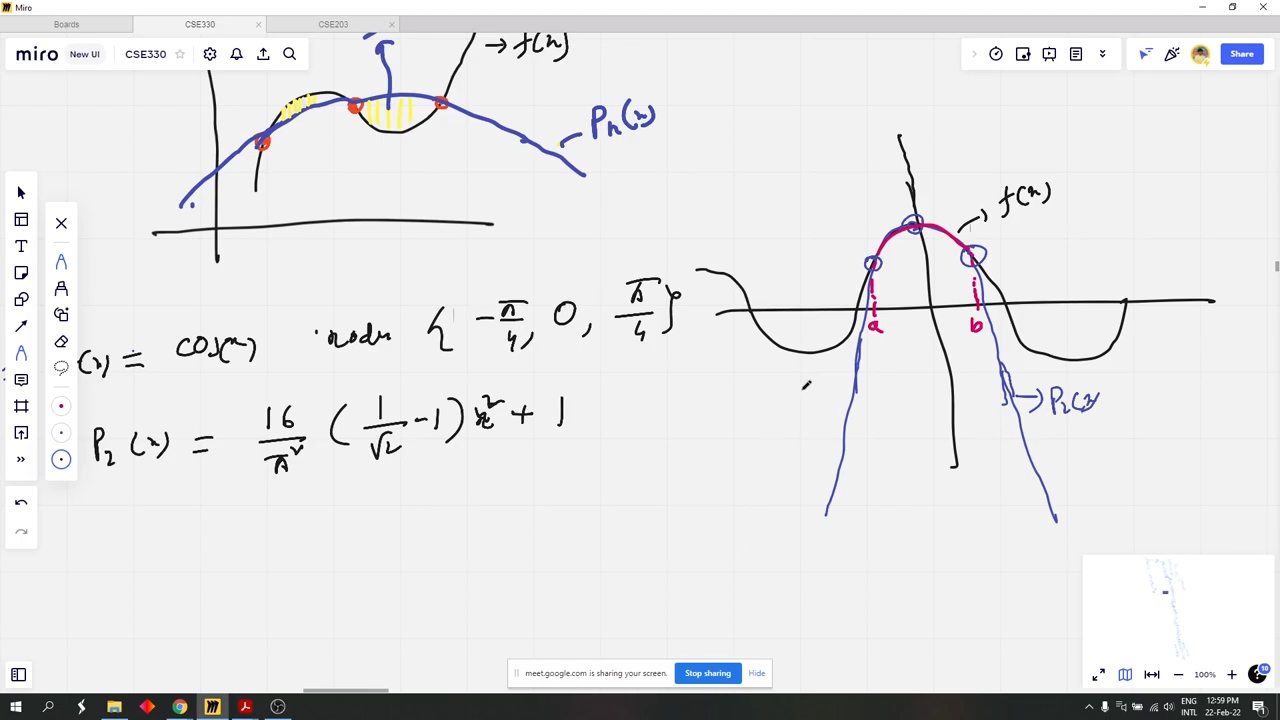 Miro
Boards
CSE330
CSE203
miro
New UI
CSE330
Share
→ f(x)
Pn(x)
f(x)
(x) = cos(x) nodes { -π/4, 0, π/4 }
a
b
P2(x) = 16/π² (1/√2 - 1) x² + 1
→ P2(x)
meet.google.com is sharing your screen.
Stop sharing
Hide
100%
10
ENG
INTL
12:59 PM
22-Feb-22